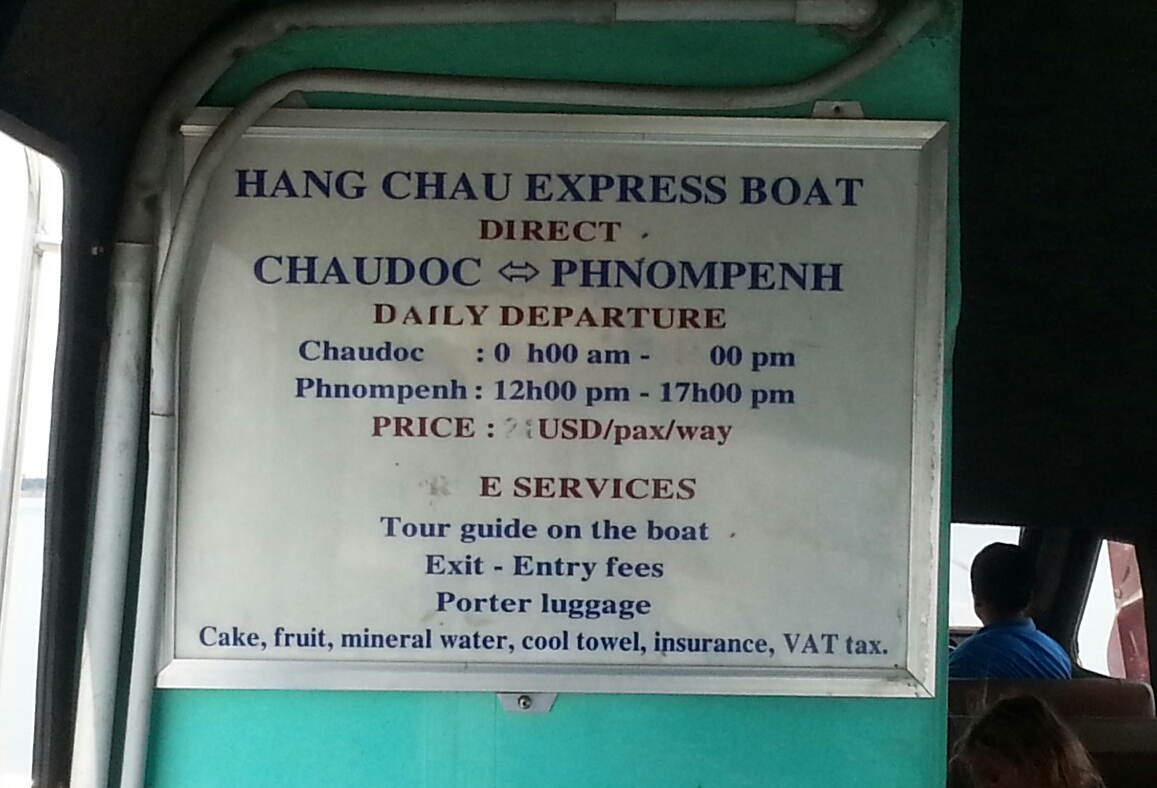 HANG CHAU EXPRESS BOAT
DIRECT
CHAUDOC ⇔ PHNOMPENH
DAILY DEPARTURE
Chaudoc : 0 h00 am - 00 pm
Phnompenh : 12h00 pm - 17h00 pm
PRICE : USD/pax/way
E SERVICES
Tour guide on the boat
Exit - Entry fees
Porter luggage
Cake, fruit, mineral water, cool towel, insurance, VAT tax.